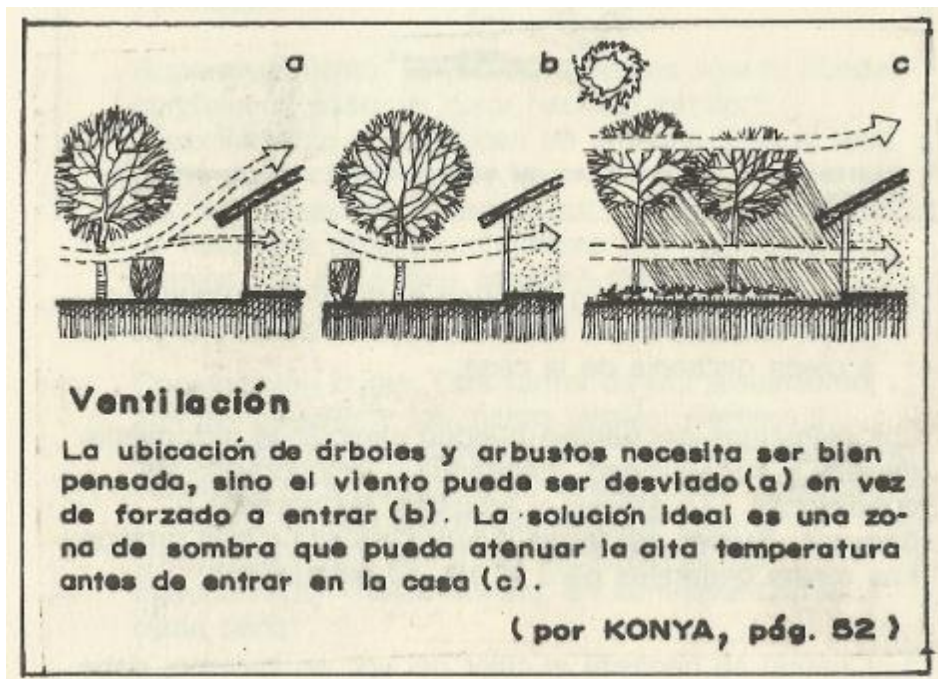 a
b
c
Ventilación
La ubicación de árboles y arbustos necesita ser bien
pensada, sino el viento puede ser desviado (a) en vez
de forzado a entrar (b). La solución ideal es una zo-
na de sombra que pueda atenuar la alta temperatura
antes de entrar en la casa (c).
( por KONYA, pág. 52 )